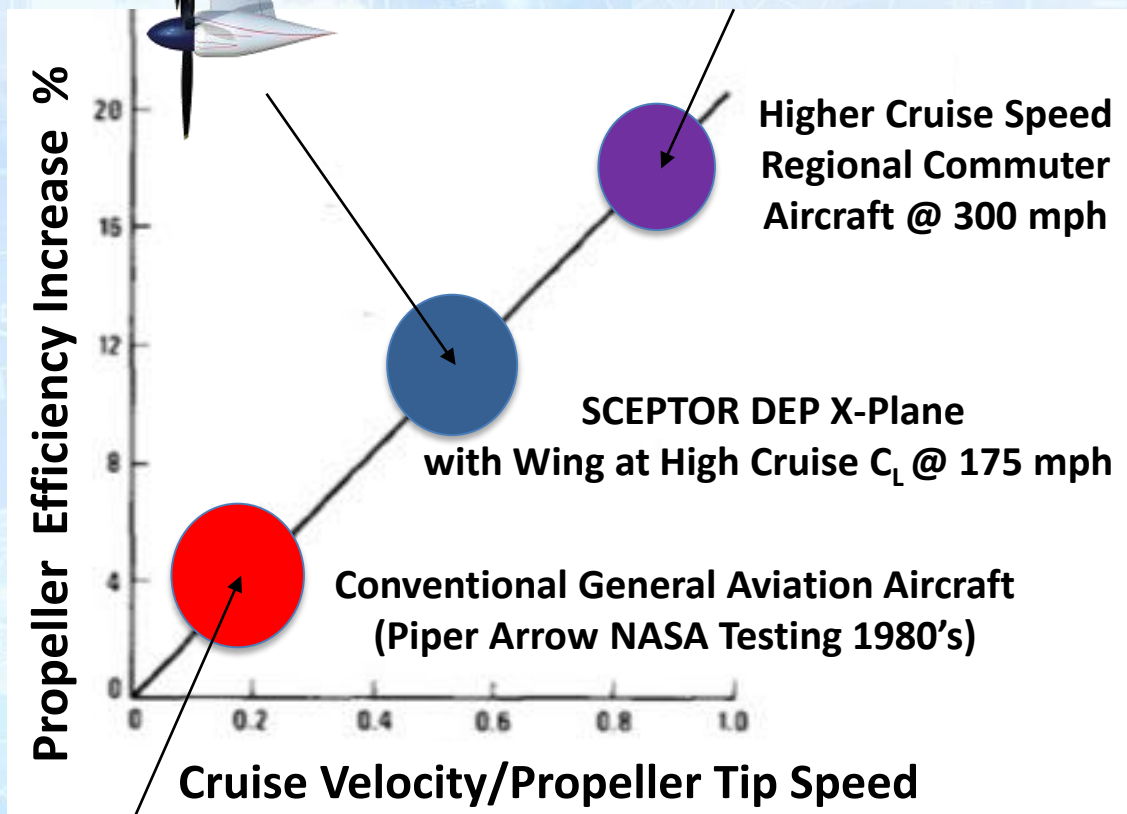 Propeller Efficiency Increase %
20
16
12
8
4
0
0 0.2 0.4 0.6 0.8 1.0
Cruise Velocity/Propeller Tip Speed
Higher Cruise Speed
Regional Commuter
Aircraft @ 300 mph
SCEPTOR DEP X-Plane
with Wing at High Cruise CL @ 175 mph
Conventional General Aviation Aircraft
(Piper Arrow NASA Testing 1980's)